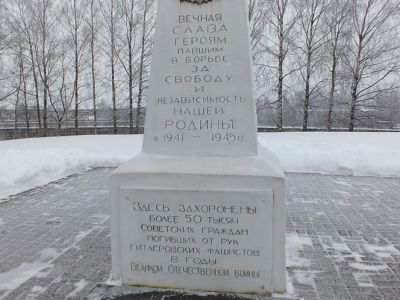 ВЕЧНАЯ
СЛАВА
ГЕРОЯМ
ПАВШИМ
В БОРЬБЕ
ЗА
СВОБОДУ
И
НЕЗАВИСИМОСТЬ
НАШЕЙ
РОДИНЫ
В 1941 - 1945 ГГ.
ЗДЕСЬ ЗАХОРОНЕНЫ
БОЛЕЕ 50 ТЫСЯЧ
СОВЕТСКИХ ГРАЖДАН
ПОГИБШИХ ОТ РУК
ГИТЛЕРОВСКИХ ФАШИСТОВ
В ГОДЫ
ВЕЛИКОЙ ОТЕЧЕСТВЕННОЙ ВОЙНЫ